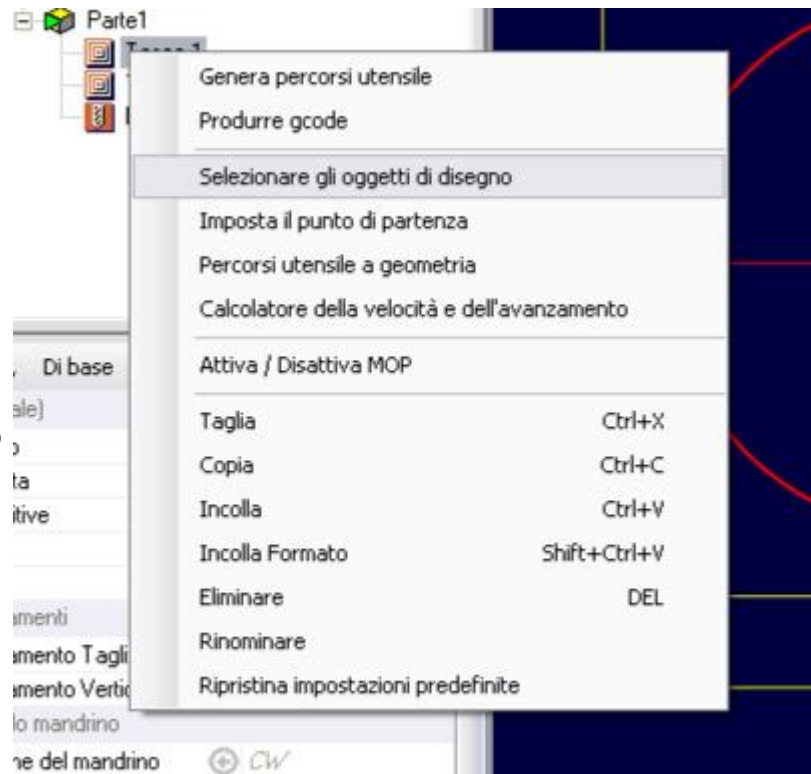 Parte1
Genera percorsi utensile
Produrre gcode
Selezionare gli oggetti di disegno
Imposta il punto di partenza
Percorsi utensile a geometria
Calcolatore della velocità e dell'avanzamento
Di base
Attiva / Disattiva MOP
ale)
Taglia Ctrl+X
Copia Ctrl+C
ta
Incolla Ctrl+V
itive
Incolla Formato Shift+Ctrl+V
Eliminare DEL
amenti
Rinominare
amento Tagli
Ripristina impostazioni predefinite
amento Vertic
lo mandrino
ne del mandrino CW